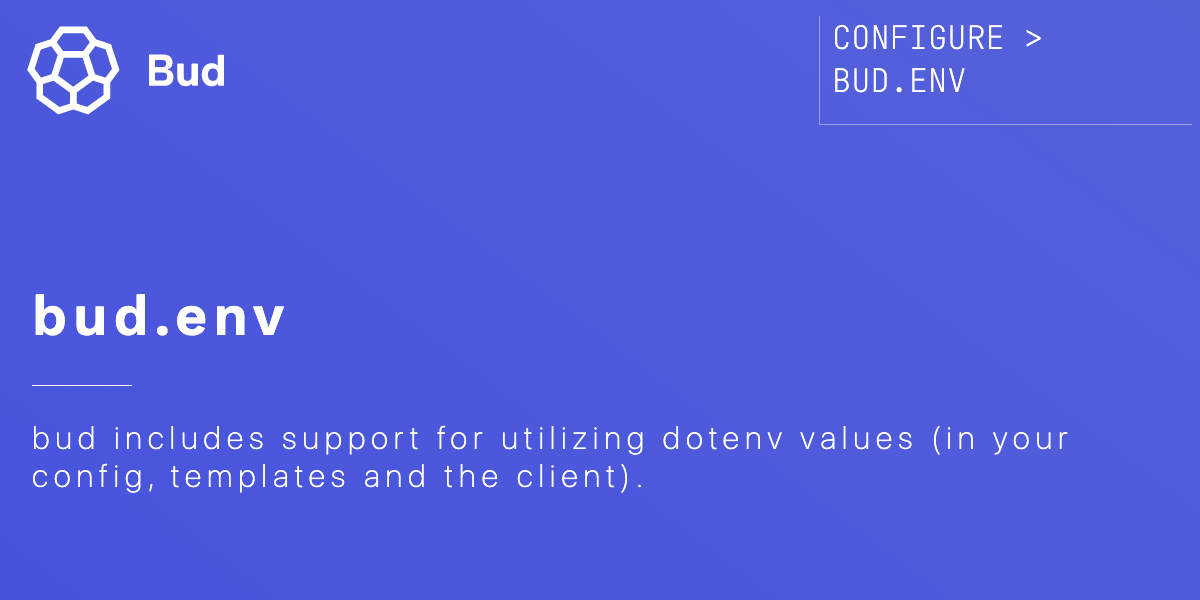 Bud
CONFIGURE >
BUD.ENV
bud.env
bud includes support for utilizing dotenv values (in your
config, templates and the client).